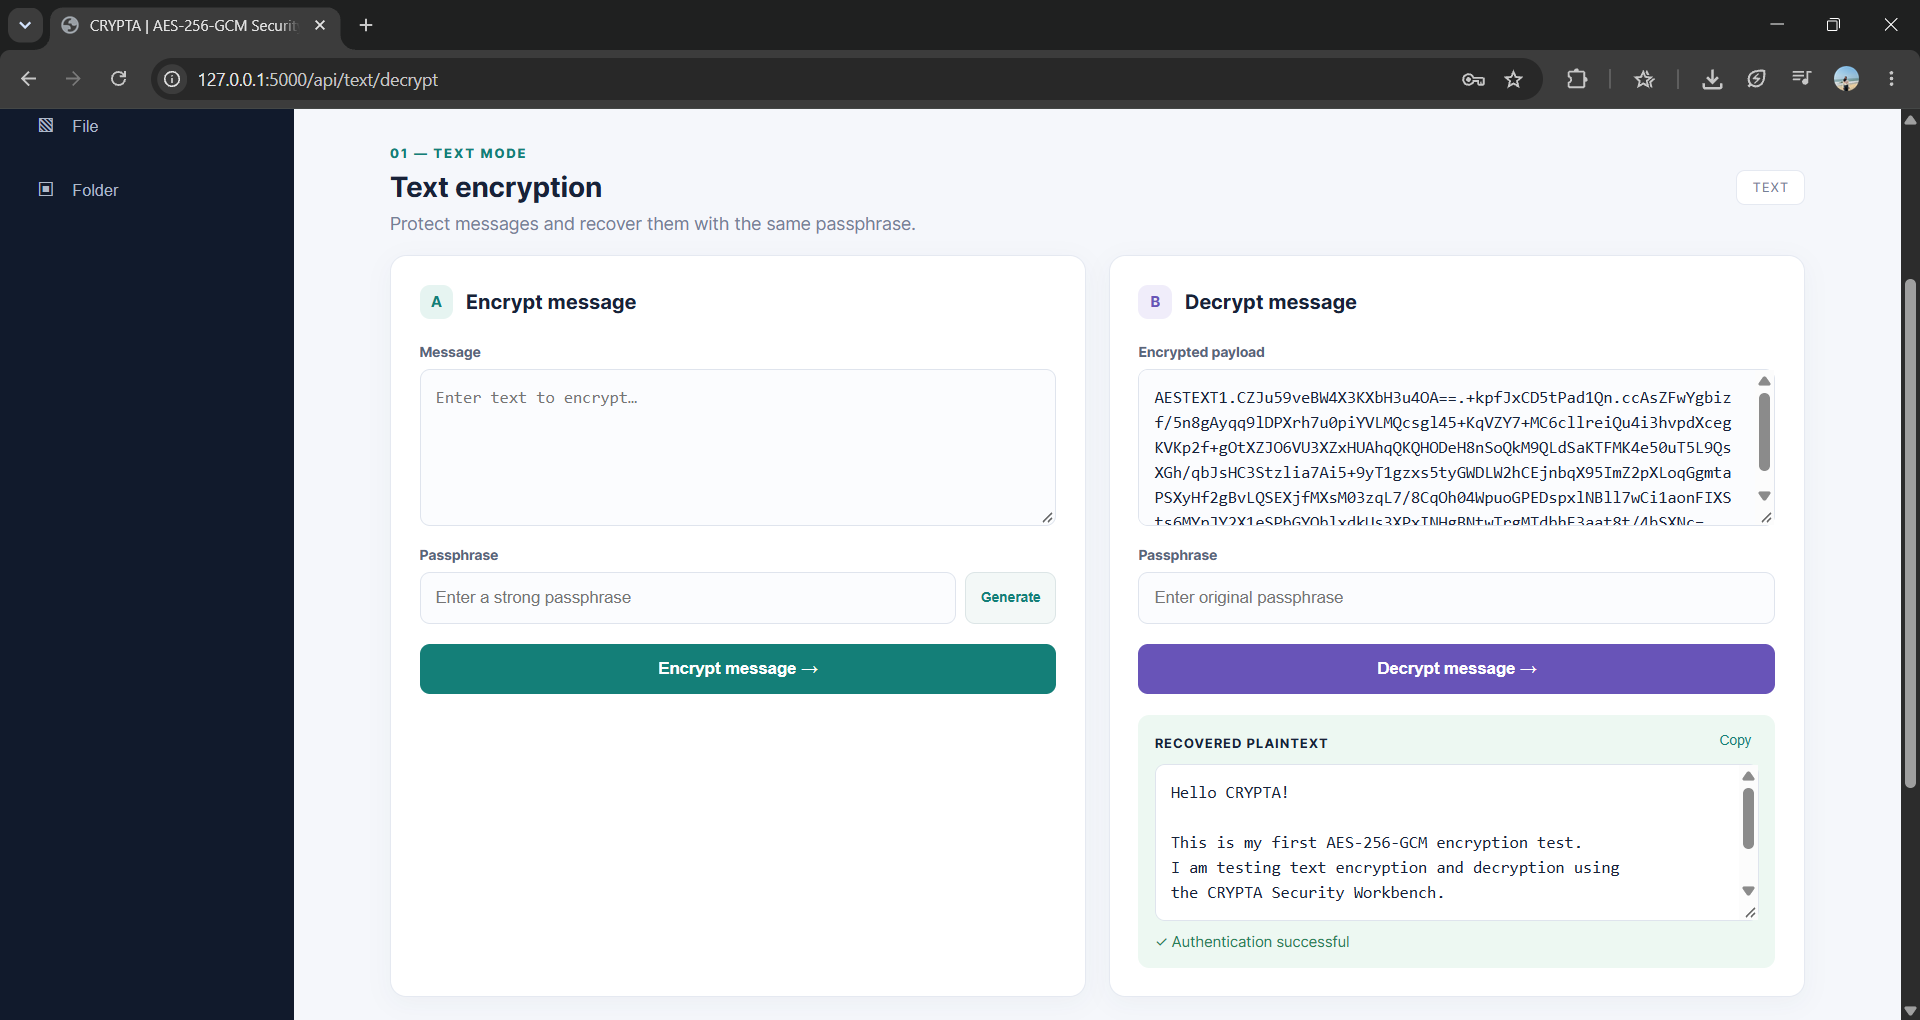 CRYPTA | AES-256-GCM Securit
127.0.0.1:5000/api/text/decrypt
File
Folder
01 — TEXT MODE
Text encryption
Protect messages and recover them with the same passphrase.
TEXT
A
Encrypt message
Message
Enter text to encrypt…
Passphrase
Enter a strong passphrase
Generate
Encrypt message →
B
Decrypt message
Encrypted payload
AESTEXT1.CZJu59veBW4X3KXbH3u4OA==.+kpfJxCD5tPad1Qn.ccAsZFwYgbiz
f/5n8gAyqq9lDPXrh7u0piYVLMQcsgl45+KqVZY7+MC6cllreiQu4i3hvpdXceg
KVKp2f+gOtXZJO6VU3XZxHUAhqQKQHODeH8nSoQkM9QLdSaKTFMK4e50uT5L9Qs
XGh/qbJsHC3Stzlia7Ai5+9yT1gzxs5tyGWDLW2hCEjnbqX95ImZ2pXLoqGgmta
PSXyHf2gBvLQSEXjfMXsM03zqL7/8CqOh04WpuoGPEDspxlNBll7wCi1aonFIXS
Passphrase
Enter original passphrase
Decrypt message →
RECOVERED PLAINTEXT
Copy
Hello CRYPTA!
This is my first AES-256-GCM encryption test.
I am testing text encryption and decryption using
the CRYPTA Security Workbench.
✓ Authentication successful